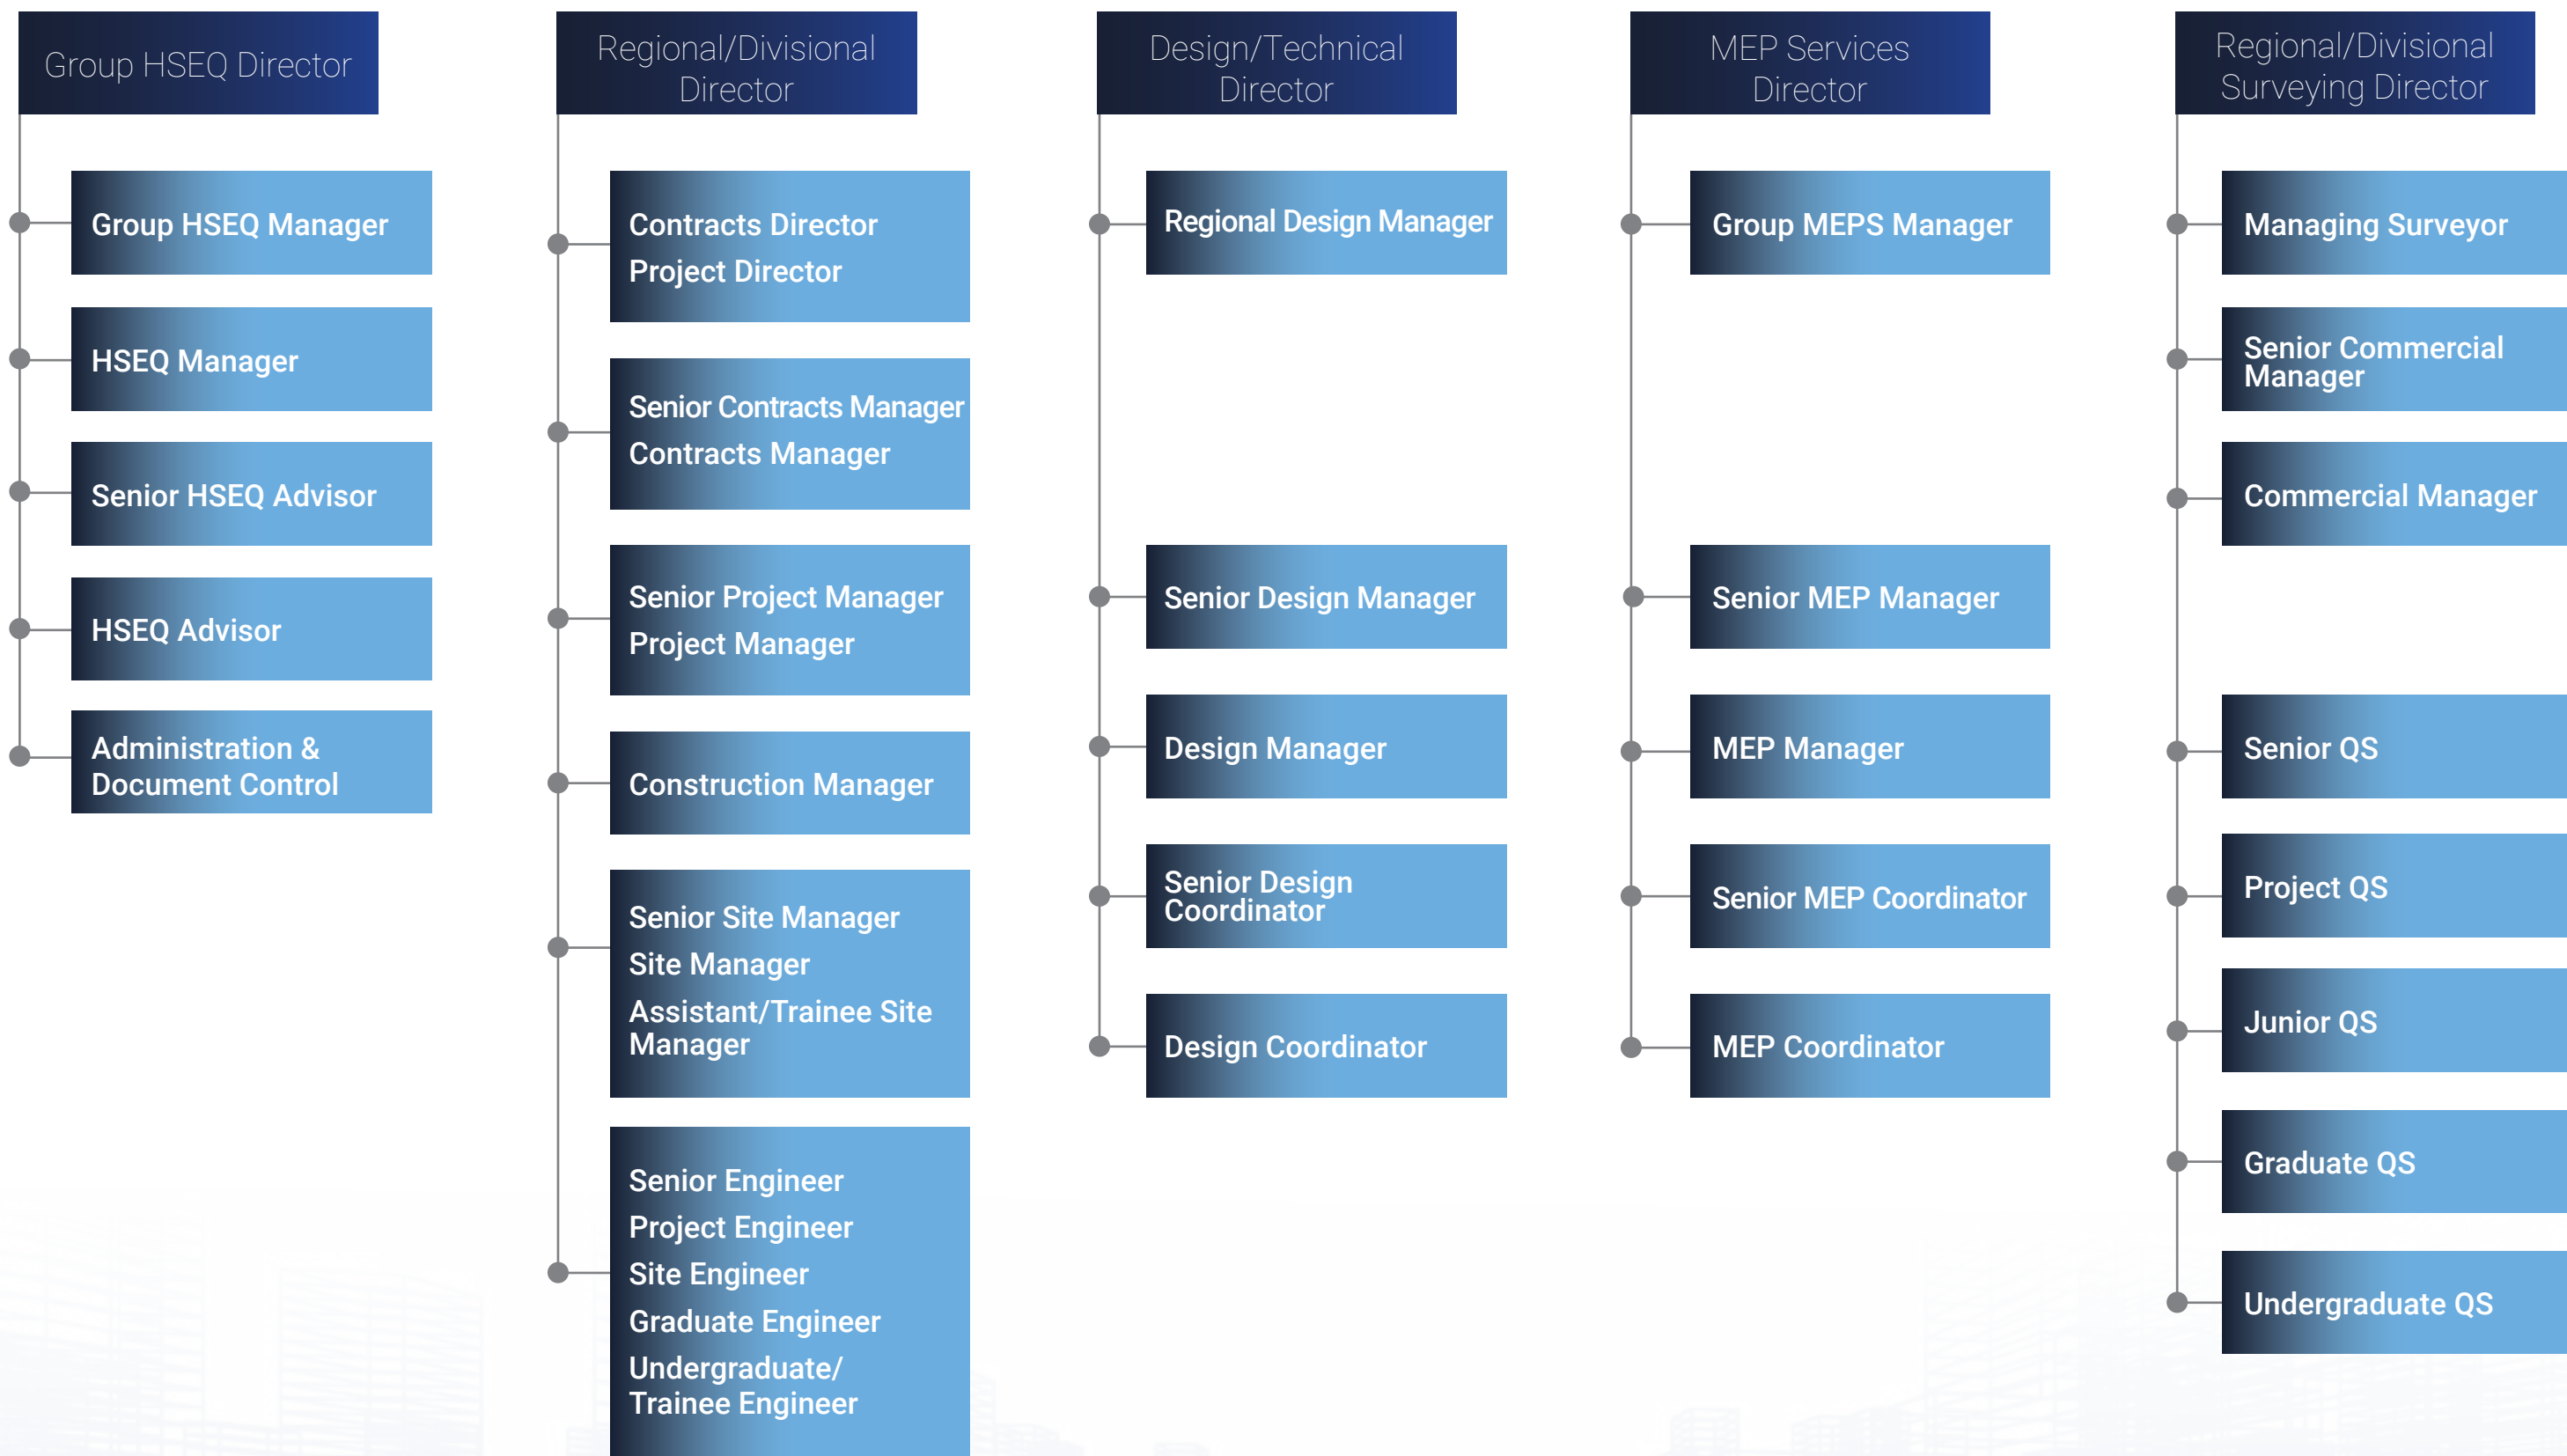 Group HSEQ Director
Group HSEQ Manager
HSEQ Manager
Senior HSEQ Advisor
HSEQ Advisor
Administration &
Document Control
Regional/Divisional
Director
Contracts Director
Project Director
Senior Contracts Manager
Contracts Manager
Senior Project Manager
Project Manager
Construction Manager
Senior Site Manager
Site Manager
Assistant/Trainee Site
Manager
Senior Engineer
Project Engineer
Site Engineer
Graduate Engineer
Undergraduate/
Trainee Engineer
Design/Technical
Director
Regional Design Manager
Senior Design Manager
Design Manager
Senior Design
Coordinator
Design Coordinator
MEP Services
Director
Group MEPS Manager
Senior MEP Manager
MEP Manager
Senior MEP Coordinator
MEP Coordinator
Regional/Divisional
Surveying Director
Managing Surveyor
Senior Commercial
Manager
Commercial Manager
Senior QS
Project QS
Junior QS
Graduate QS
Undergraduate QS